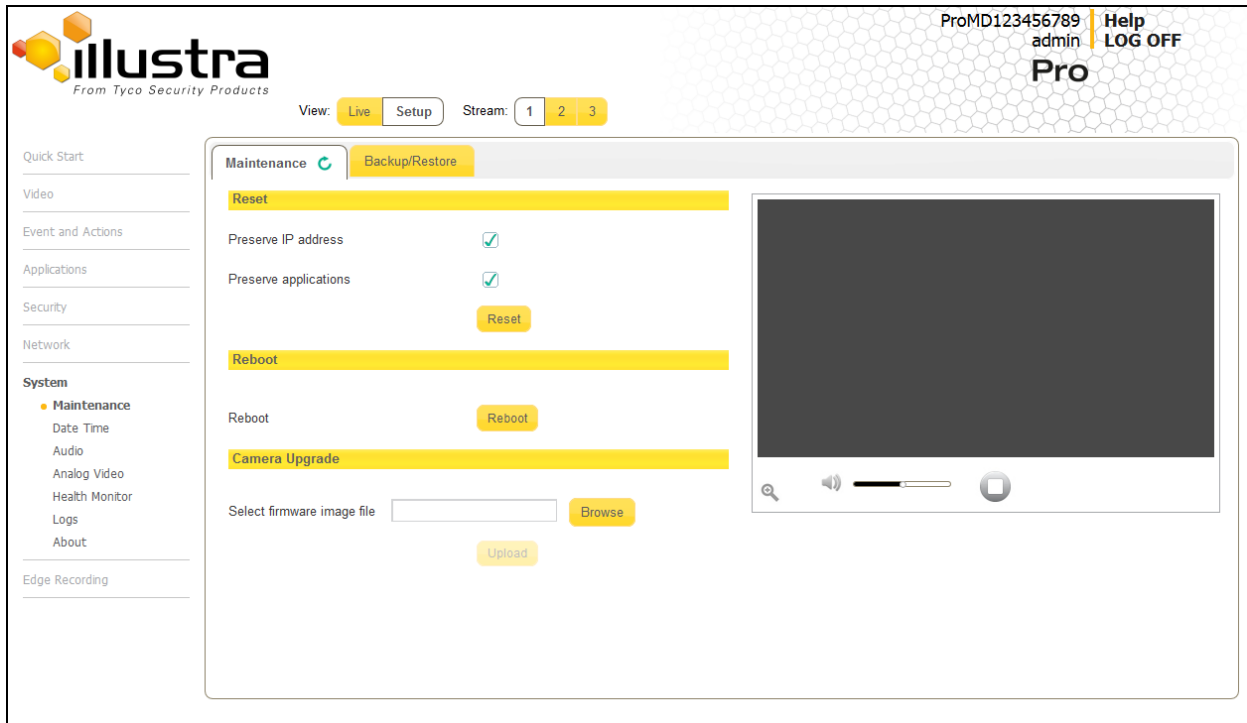 illustra
From Tyco Security Products
ProMD123456789 Help
admin LOG OFF
Pro
View: Live Setup Stream: 1 2 3
Quick Start
Video
Event and Actions
Applications
Security
Network
System
Maintenance
Date Time
Audio
Analog Video
Health Monitor
Logs
About
Edge Recording
Maintenance Backup/Restore
Reset
Preserve IP address
Preserve applications
Reset
Reboot
Reboot Reboot
Camera Upgrade
Select firmware image file Browse
Upload